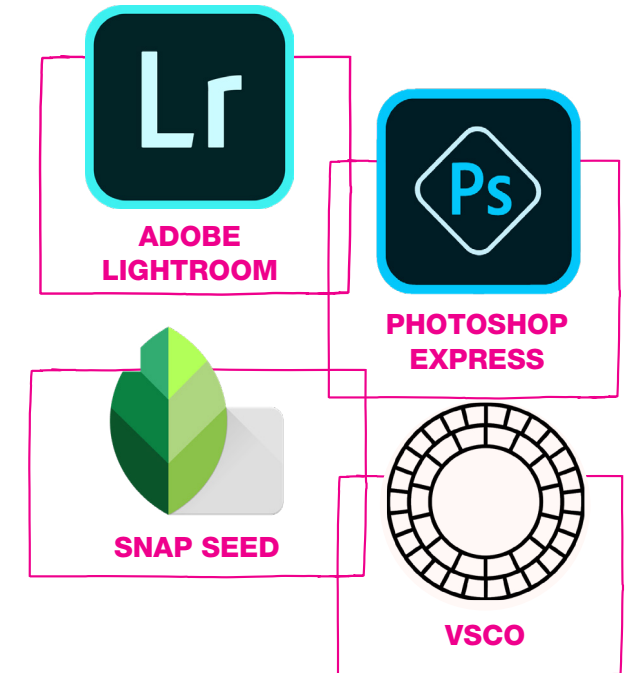 Lr
ADOBE
LIGHTROOM
Ps
PHOTOSHOP
EXPRESS
SNAP SEED
VSCO